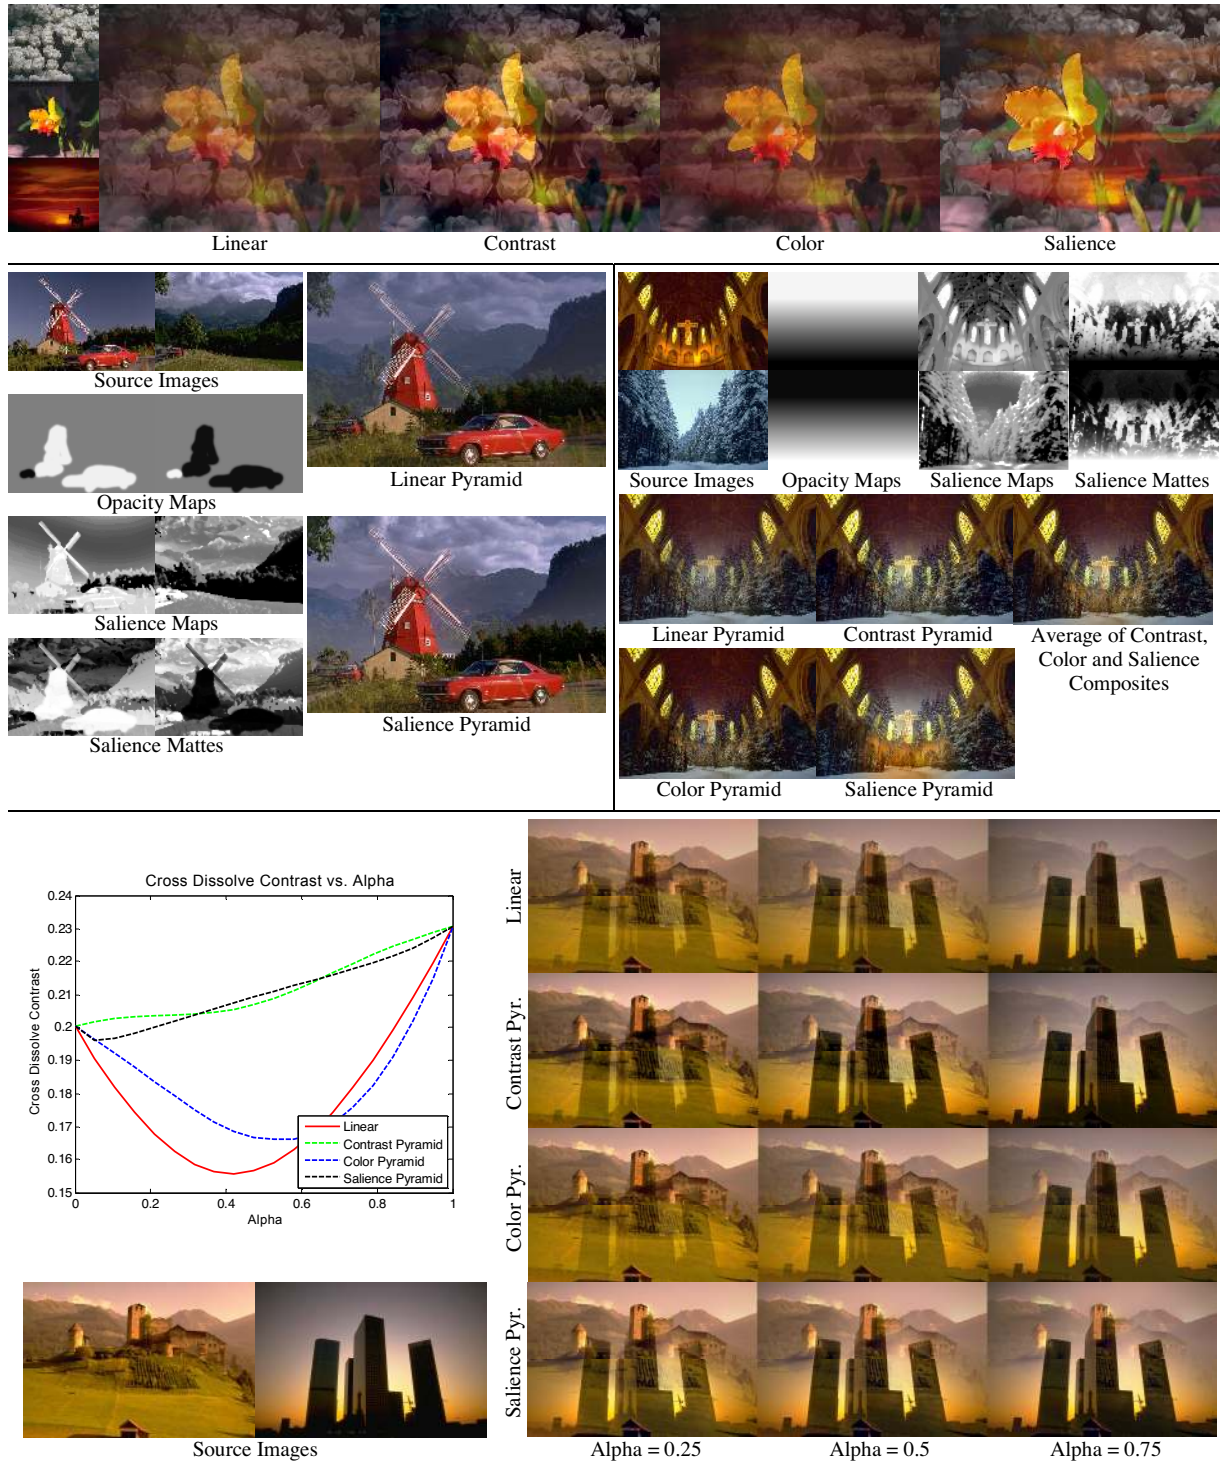 Linear
Contrast
Color
Salience
Source Images
Opacity Maps
Salience Maps
Salience Mattes
Linear Pyramid
Salience Pyramid
Source Images
Opacity Maps
Salience Maps
Salience Mattes
Linear Pyramid
Contrast Pyramid
Average of Contrast,
Color and Salience
Composites
Color Pyramid
Salience Pyramid
Cross Dissolve Contrast vs. Alpha
Cross Dissolve Contrast
0.24
0.23
0.22
0.21
0.2
0.19
0.18
0.17
0.16
0.15
0
0.2
0.4
0.6
0.8
1
Alpha
Linear
Contrast Pyramid
Color Pyramid
Salience Pyramid
Source Images
Linear
Contrast Pyr.
Color Pyr.
Salience Pyr.
Alpha = 0.25
Alpha = 0.5
Alpha = 0.75